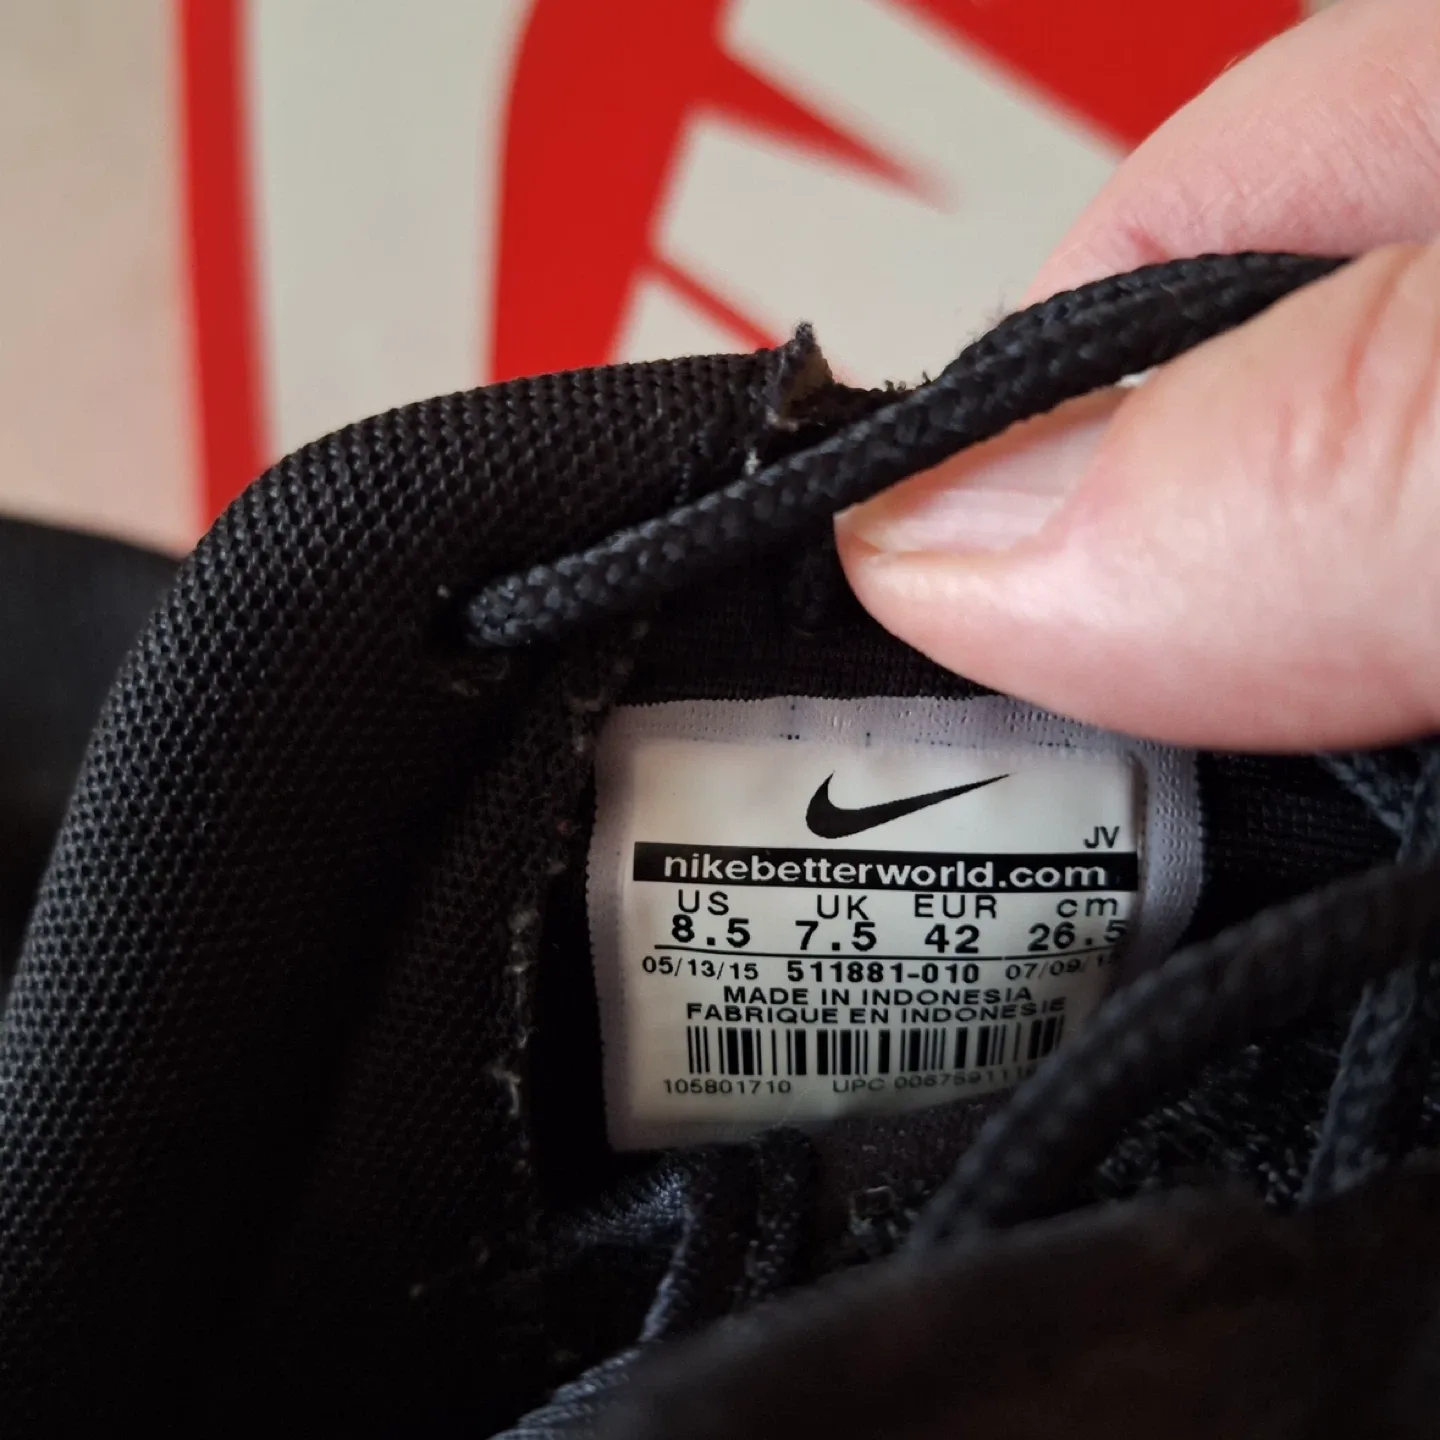 JV
nikebetterworld.com
US UK EUR cm
8.5 7.5 42 26.5
05/13/15 511881-010
MADE IN INDONESIA
FABRIQUE EN INDONESIE
105801710 UPC